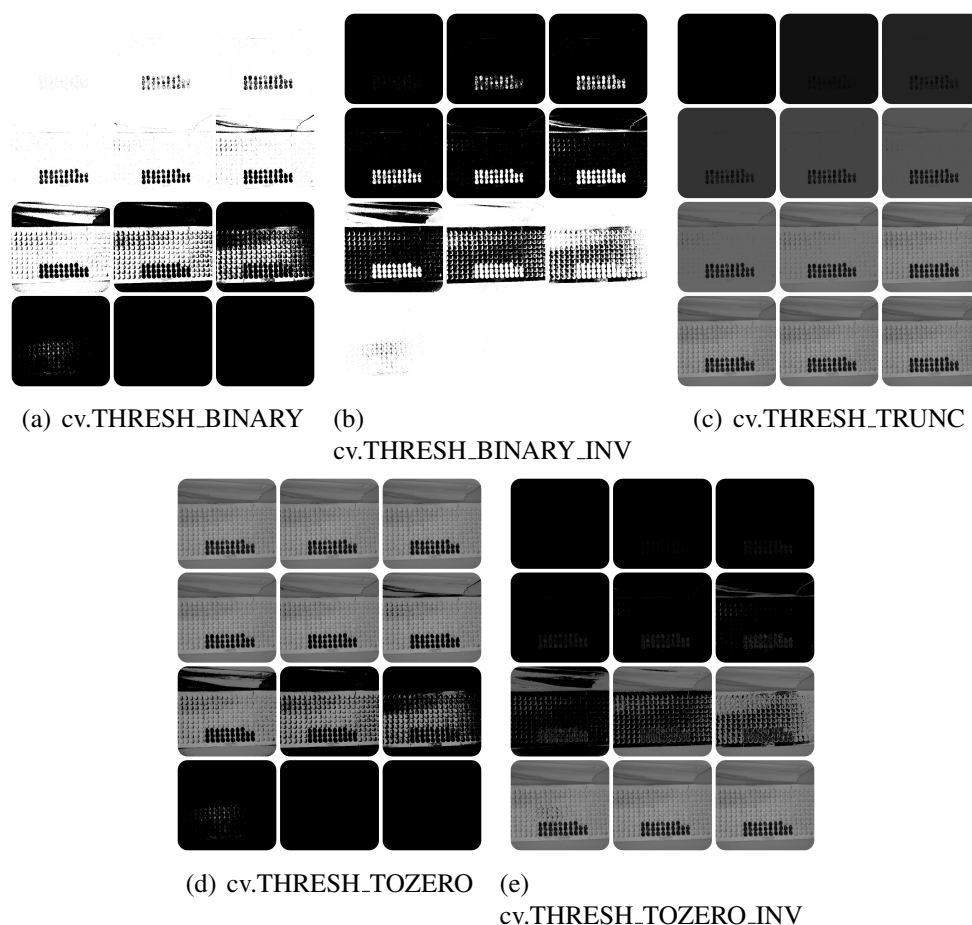 (a) cv.THRESH_BINARY
(b)
cv.THRESH_BINARY_INV
(c) cv.THRESH_TRUNC
(d) cv.THRESH_TOZERO
(e)
cv.THRESH_TOZERO_INV